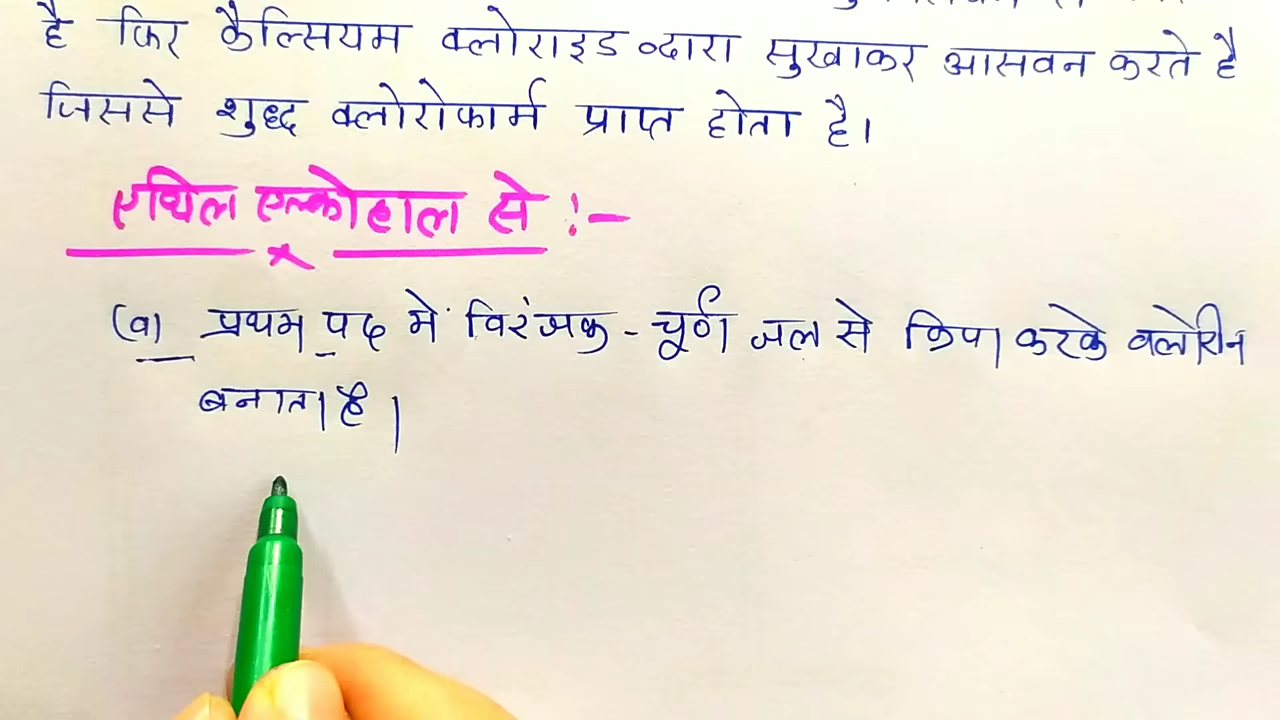 है फिर कैल्सियम क्लोराइड व्दारा सुखाकर आसवन करते है
जिससे शुध्द क्लोरोफार्म प्राप्त होता है।
एथिल एल्कोहाल से :-
(a) प्रथम पद में विरंजक - चूर्ण जल से क्रिया करके क्लोरीन
बनाता है।